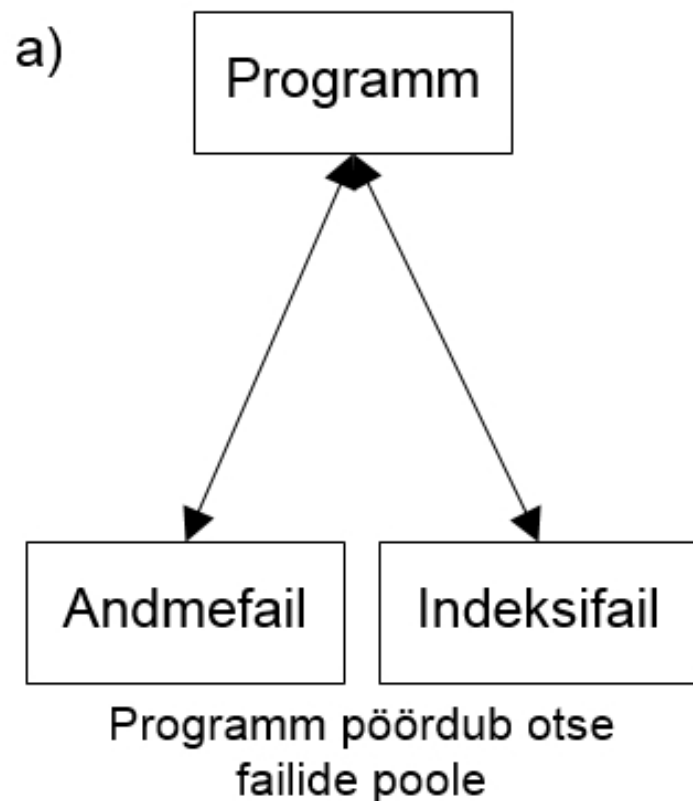 a)
Programm
Andmefail
Indeksifail
Programm pöördub otse
failide poole